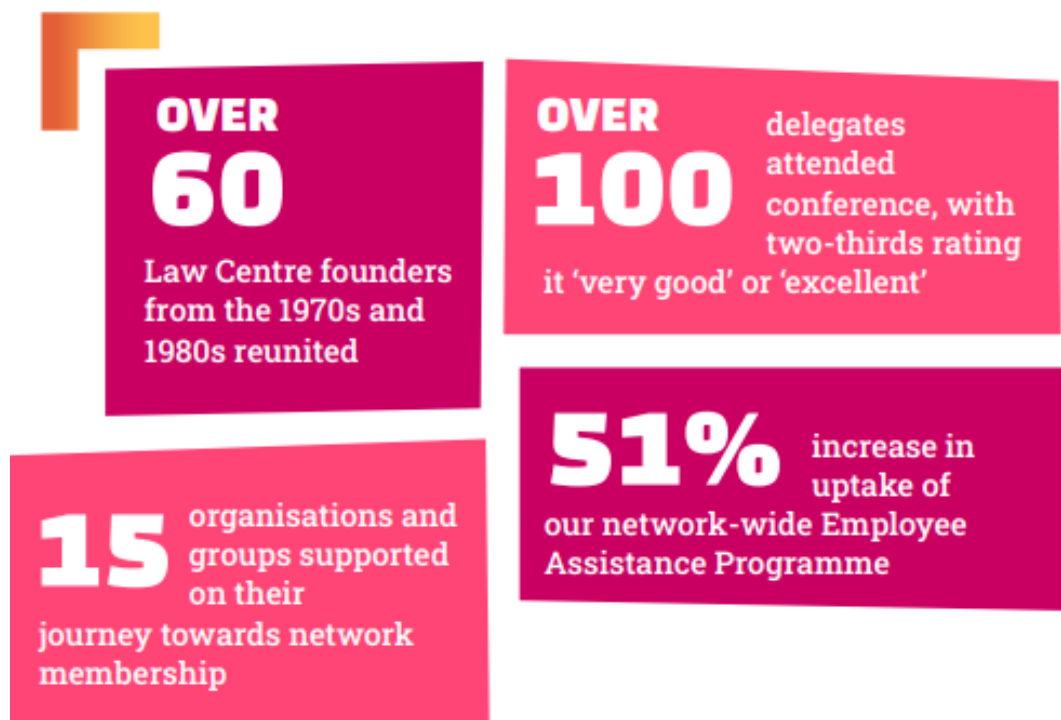 OVER
60
Law Centre founders
from the 1970s and
1980s reunited
OVER
100
delegates
attended
conference, with
two-thirds rating
it ‘very good’ or ‘excellent’
15
organisations and
groups supported
on their
journey towards network
membership
51%
increase in
uptake of
our network-wide Employee
Assistance Programme